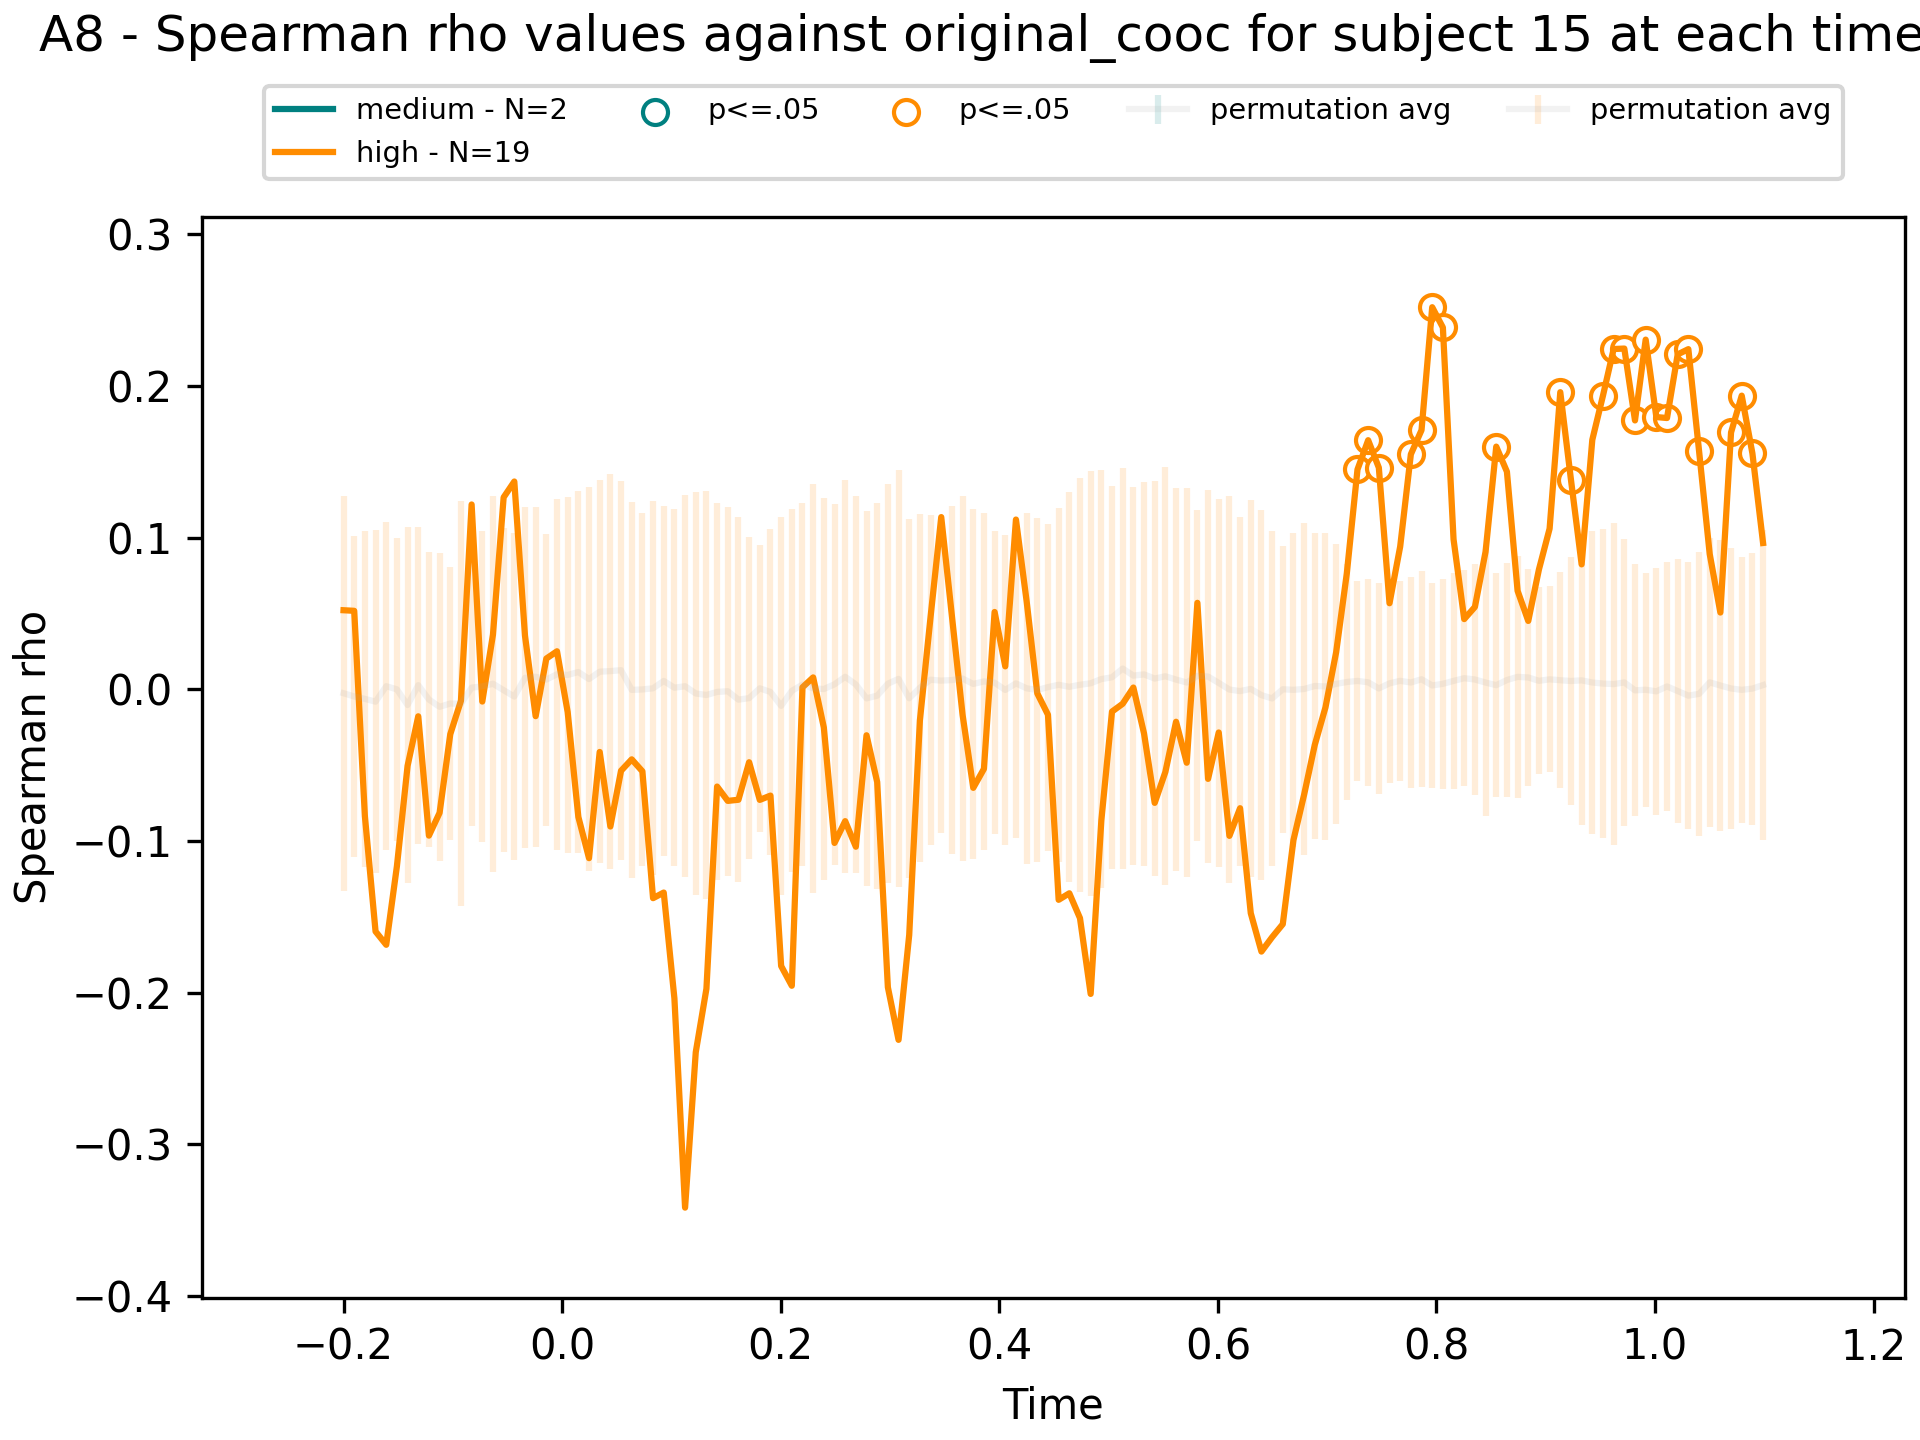 A8 - Spearman rho values against original_cooc for subject 15 at each time
medium - N=2
high - N=19
p<=.05
p<=.05
permutation avg
permutation avg
0.3
0.2
0.1
0.0
−0.1
−0.2
−0.3
−0.4
Spearman rho
−0.2 0.0 0.2 0.4 0.6 0.8 1.0 1.2
Time